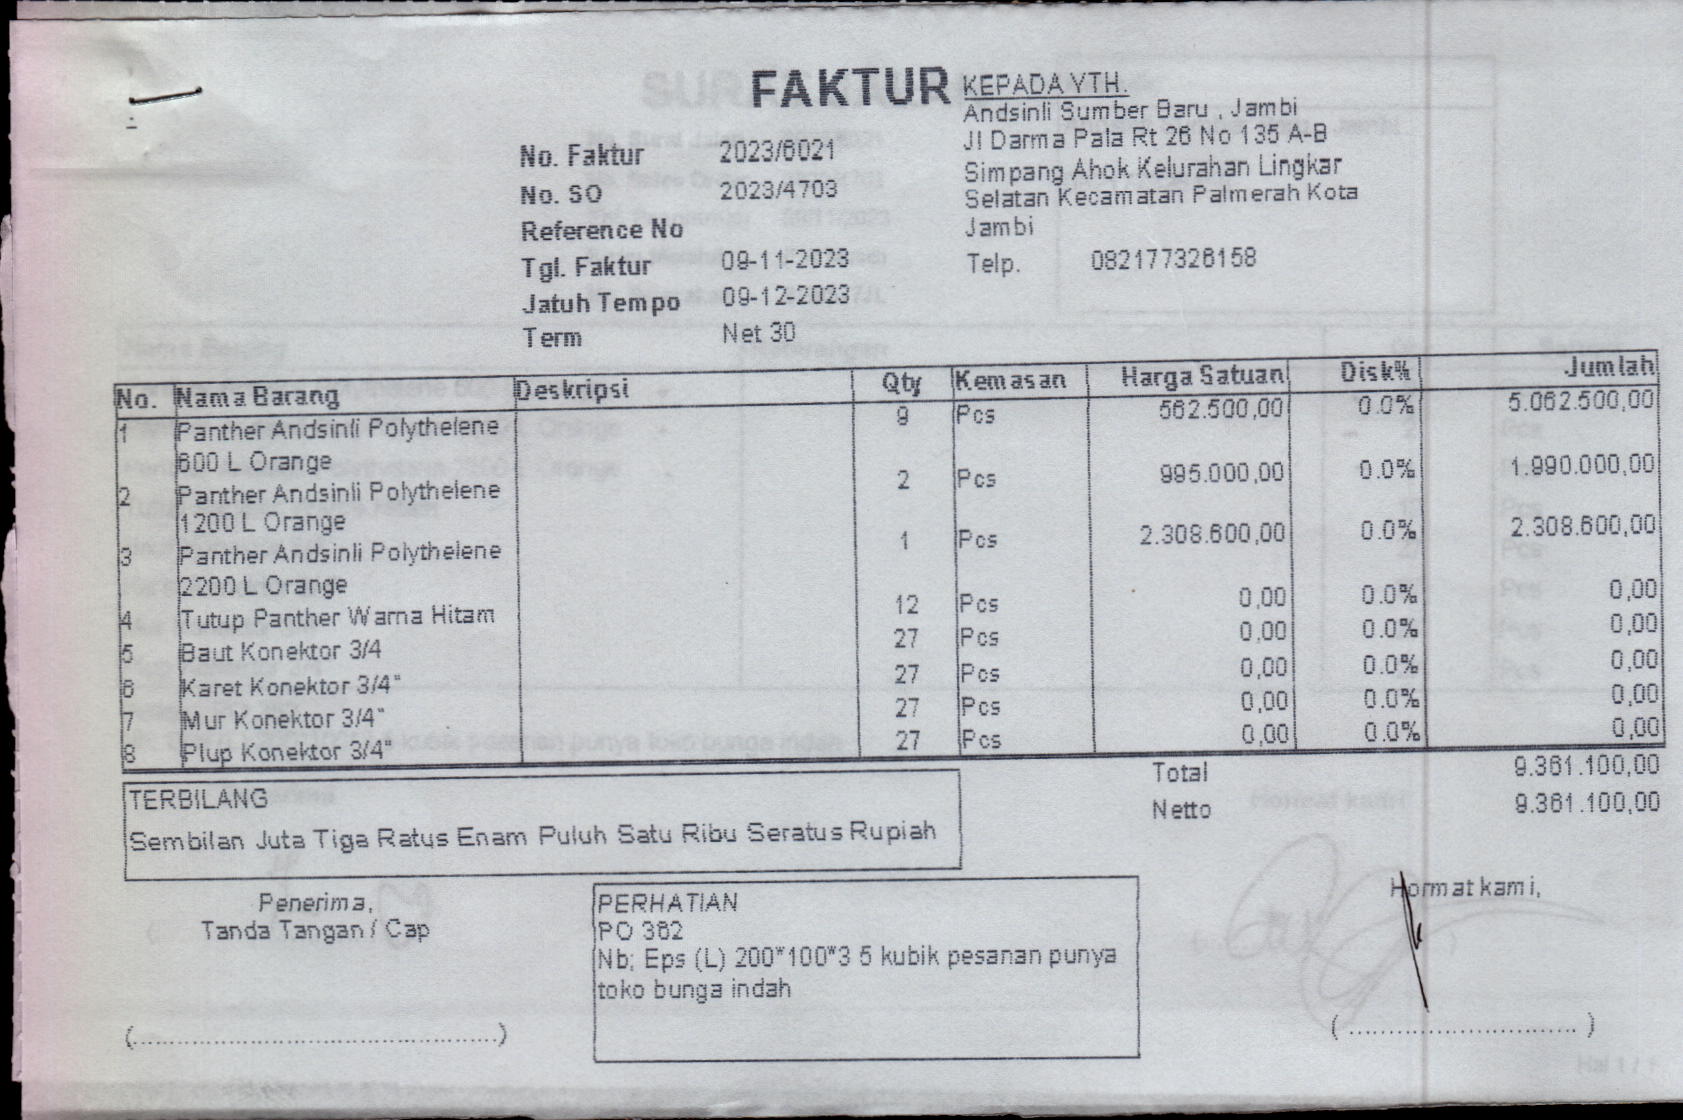 FAKTUR
KEPADA YTH.
Andsinli Sumber Baru , Jambi
Jl Darma Pala Rt 26 No 135 A-B
Simpang Ahok Kelurahan Lingkar
Selatan Kecamatan Palmerah Kota
Jambi
Telp. 082177326158
No. Faktur 2023/6021
No. SO 2023/4703
Reference No
Tgl. Faktur 09-11-2023
Jatuh Tempo 09-12-2023
Term Net 30
No. Nama Barang Deskripsi Qty Kemasan Harga Satuan Disk% Jumlah
1 Panther Andsinli Polythelene 9 Pcs 562.500,00 0.0% 5.062.500,00
600 L Orange
2 Panther Andsinli Polythelene 2 Pcs 995.000,00 0.0% 1.990.000,00
1200 L Orange
3 Panther Andsinli Polythelene 1 Pcs 2.308.600,00 0.0% 2.308.600,00
2200 L Orange
4 Tutup Panther Warna Hitam 12 Pcs 0,00 0.0% 0,00
5 Baut Konektor 3/4 27 Pcs 0,00 0.0% 0,00
6 Karet Konektor 3/4" 27 Pcs 0,00 0.0% 0,00
7 Mur Konektor 3/4" 27 Pcs 0,00 0.0% 0,00
8 Plup Konektor 3/4" 27 Pcs 0,00 0.0% 0,00
Total 9.361.100,00
Netto 9.361.100,00
TERBILANG
Sembilan Juta Tiga Ratus Enam Puluh Satu Ribu Seratus Rupiah
Penerima,
Tanda Tangan / Cap
(................................................)
PERHATIAN
PO 362
Nb; Eps (L) 200*100*3 5 kubik pesanan punya
toko bunga indah
Hormat kami,
( ............................. )
Hal 1 / 1